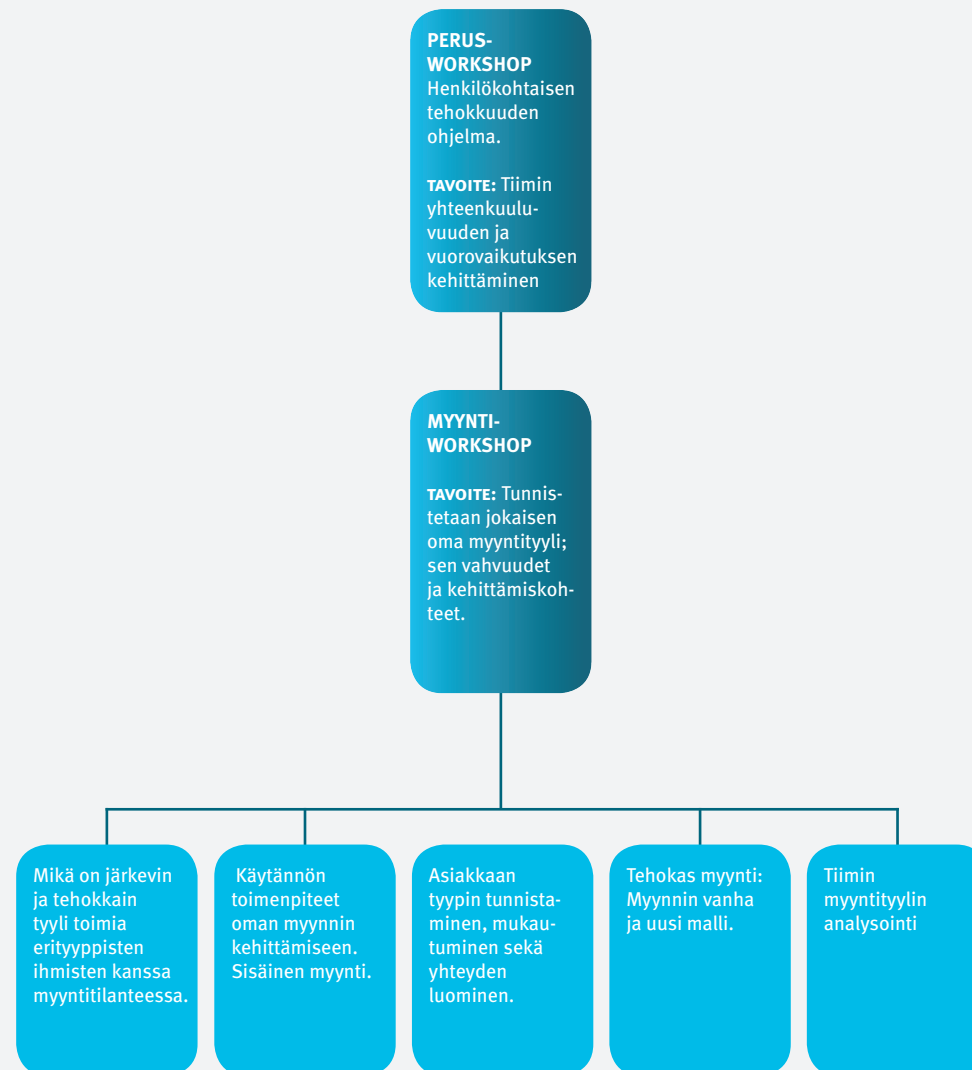 PERUS-
WORKSHOP
Henkilökohtaisen
tehokkuuden
ohjelma.
TAVOITE: Tiimin
yhteenkuulu-
vuuden ja
vuorovaikutuksen
kehittäminen
MYYNTI-
WORKSHOP
TAVOITE: Tunnis-
tetaan jokaisen
oma myyntityyli;
sen vahvuudet
ja kehittämiskoh-
teet.
Mikä on järkevin
ja tehokkain
tyyli toimia
erityyppisten
ihmisten kanssa
myyntitilanteessa.
Käytännön
toimenpiteet
oman myynnin
kehittämiseen.
Sisäinen myynti.
Asiakkaan
tyypin tunnista-
minen, mukau-
tuminen sekä
yhteyden
luominen.
Tehokas myynti:
Myynnin vanha
ja uusi malli.
Tiimin
myyntityylin
analysointi